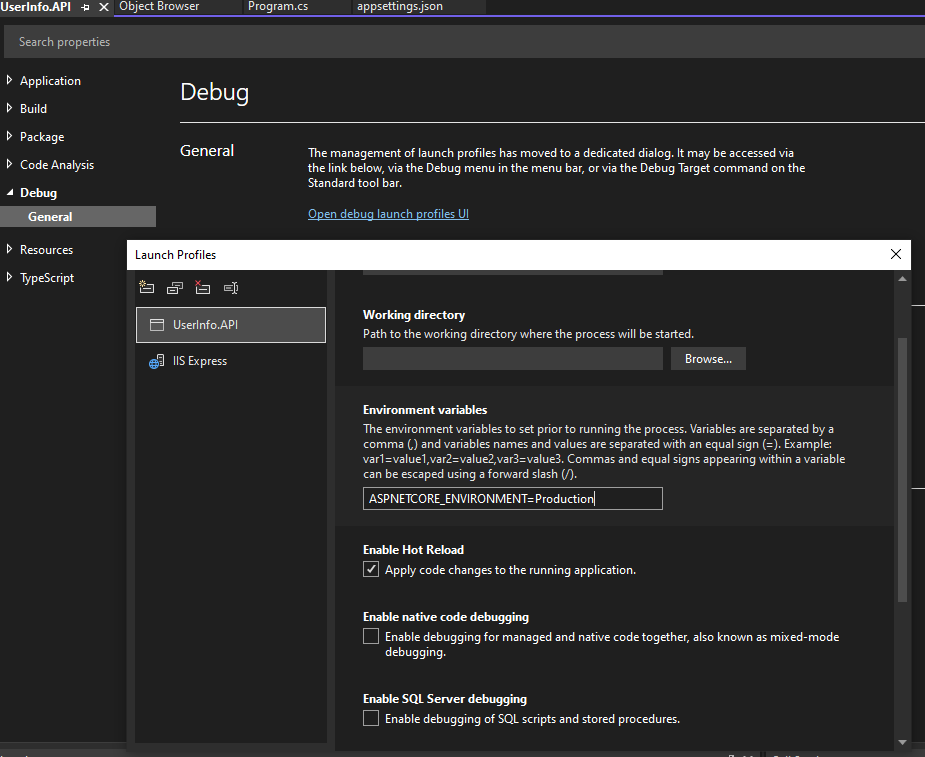 UserInfo.API
Object Browser
Program.cs
appsettings.json
Search properties
Application
Build
Package
Code Analysis
Debug
General
Resources
TypeScript
Debug
General
The management of launch profiles has moved to a dedicated dialog. It may be accessed via
the link below, via the Debug menu in the menu bar, or via the Debug Target command on the
Standard tool bar.
Open debug launch profiles UI
Launch Profiles
UserInfo.API
IIS Express
Working directory
Path to the working directory where the process will be started.
Browse...
Environment variables
The environment variables to set prior to running the process. Variables are separated by a
comma (,) and variables names and values are separated with an equal sign (=). Example:
var1=value1,var2=value2,var3=value3. Commas and equal signs appearing within a variable
can be escaped using a forward slash (/).
ASPNETCORE_ENVIRONMENT=Production
Enable Hot Reload
Apply code changes to the running application.
Enable native code debugging
Enable debugging for managed and native code together, also known as mixed-mode
debugging.
Enable SQL Server debugging
Enable debugging of SQL scripts and stored procedures.